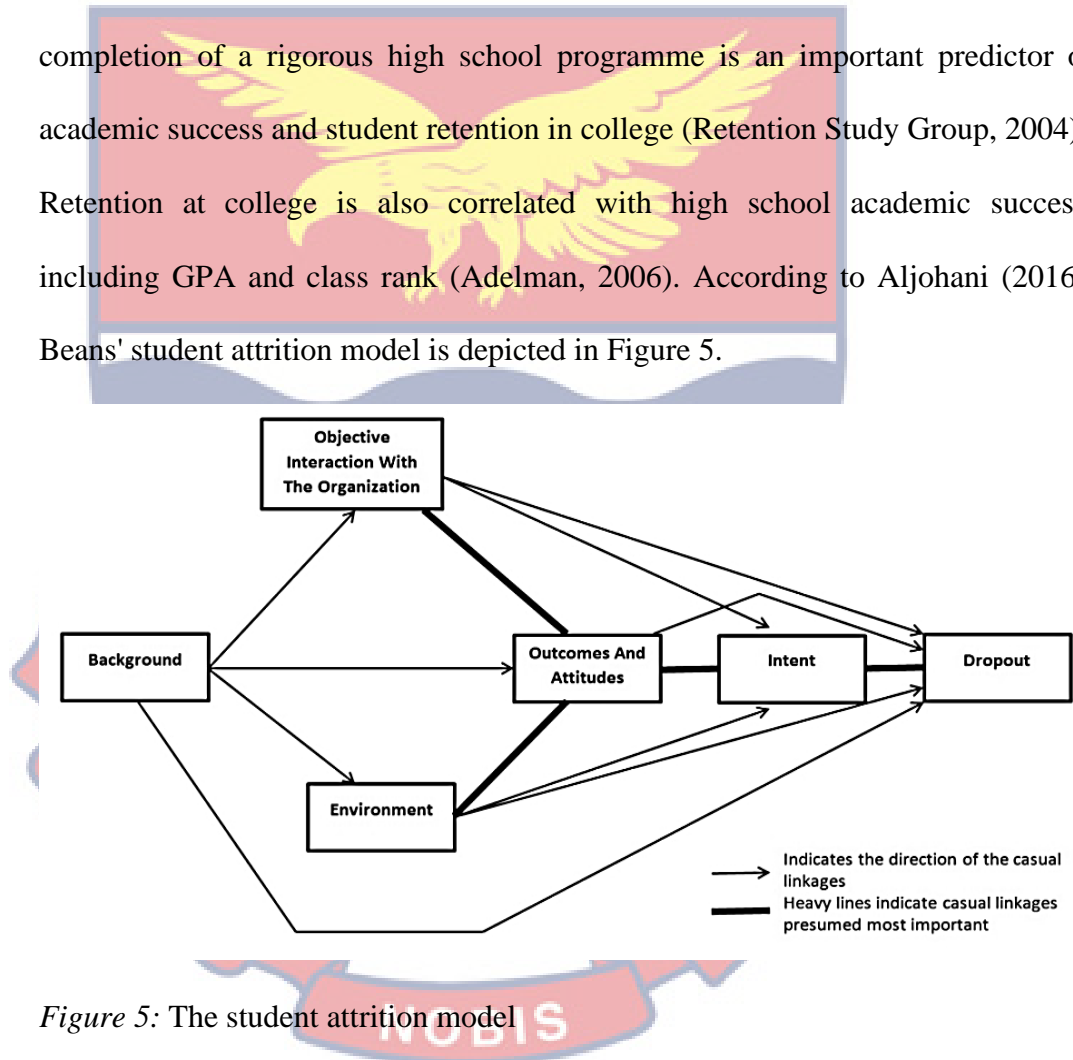 completion of a rigorous high school programme is an important predictor
academic success and student retention in college (Retention Study Group, 2004)
Retention at college is also correlated with high school academic
including GPA and class rank (Adelman, 2006). According to Aljohani (2016
Beans' student attrition model is depicted in Figure 5.
Objective
Interaction With
The Organization
Background
Outcomes And
Attitudes
Intent
Dropout
Environment
Indicates the direction of the casual
linkages
Heavy lines indicate casual linkages
presumed most important
Figure 5: The student attrition model
NOBIS